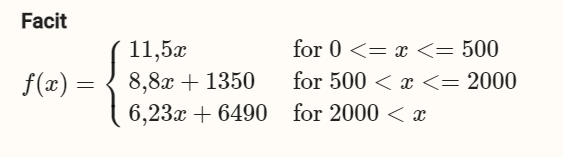 Facit
11,5x for 0 <= x <= 500
f(x) = { 8,8x + 1350 for 500 < x <= 2000
6,23x + 6490 for 2000 < x